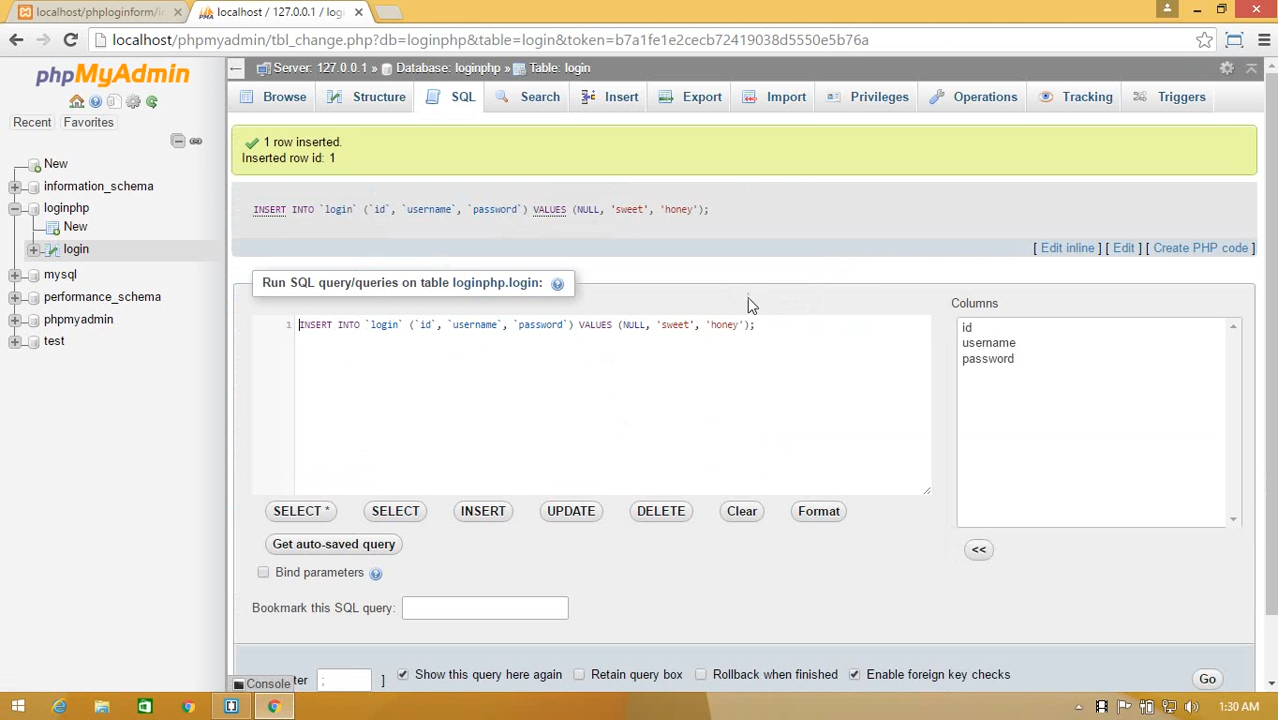 localhost/phploginform/i
localhost / 127.0.0.1 / log
localhost/phpmyadmin/tbl_change.php?db=loginphp&table=login&token=b7a1fe1e2cecb72419038d5550e5b76a
phpMyAdmin
Recent
Favorites
New
information_schema
loginphp
New
login
mysql
performance_schema
phpmyadmin
test
Server: 127.0.0.1 » Database: loginphp » Table: login
Browse Structure SQL Search Insert Export Import Privileges Operations Tracking Triggers
1 row inserted.
Inserted row id: 1
INSERT INTO `login` (`id`, `username`, `password`) VALUES (NULL, 'sweet', 'honey');
[ Edit inline ] [ Edit ] [ Create PHP code ]
Run SQL query/queries on table loginphp.login:
1 INSERT INTO `login` (`id`, `username`, `password`) VALUES (NULL, 'sweet', 'honey');
Columns
id
username
password
<<
SELECT * SELECT INSERT UPDATE DELETE Clear Format
Get auto-saved query
Bind parameters
Bookmark this SQL query:
ter ; ] Show this query here again Retain query box Rollback when finished Enable foreign key checks Go
Console
1:30 AM